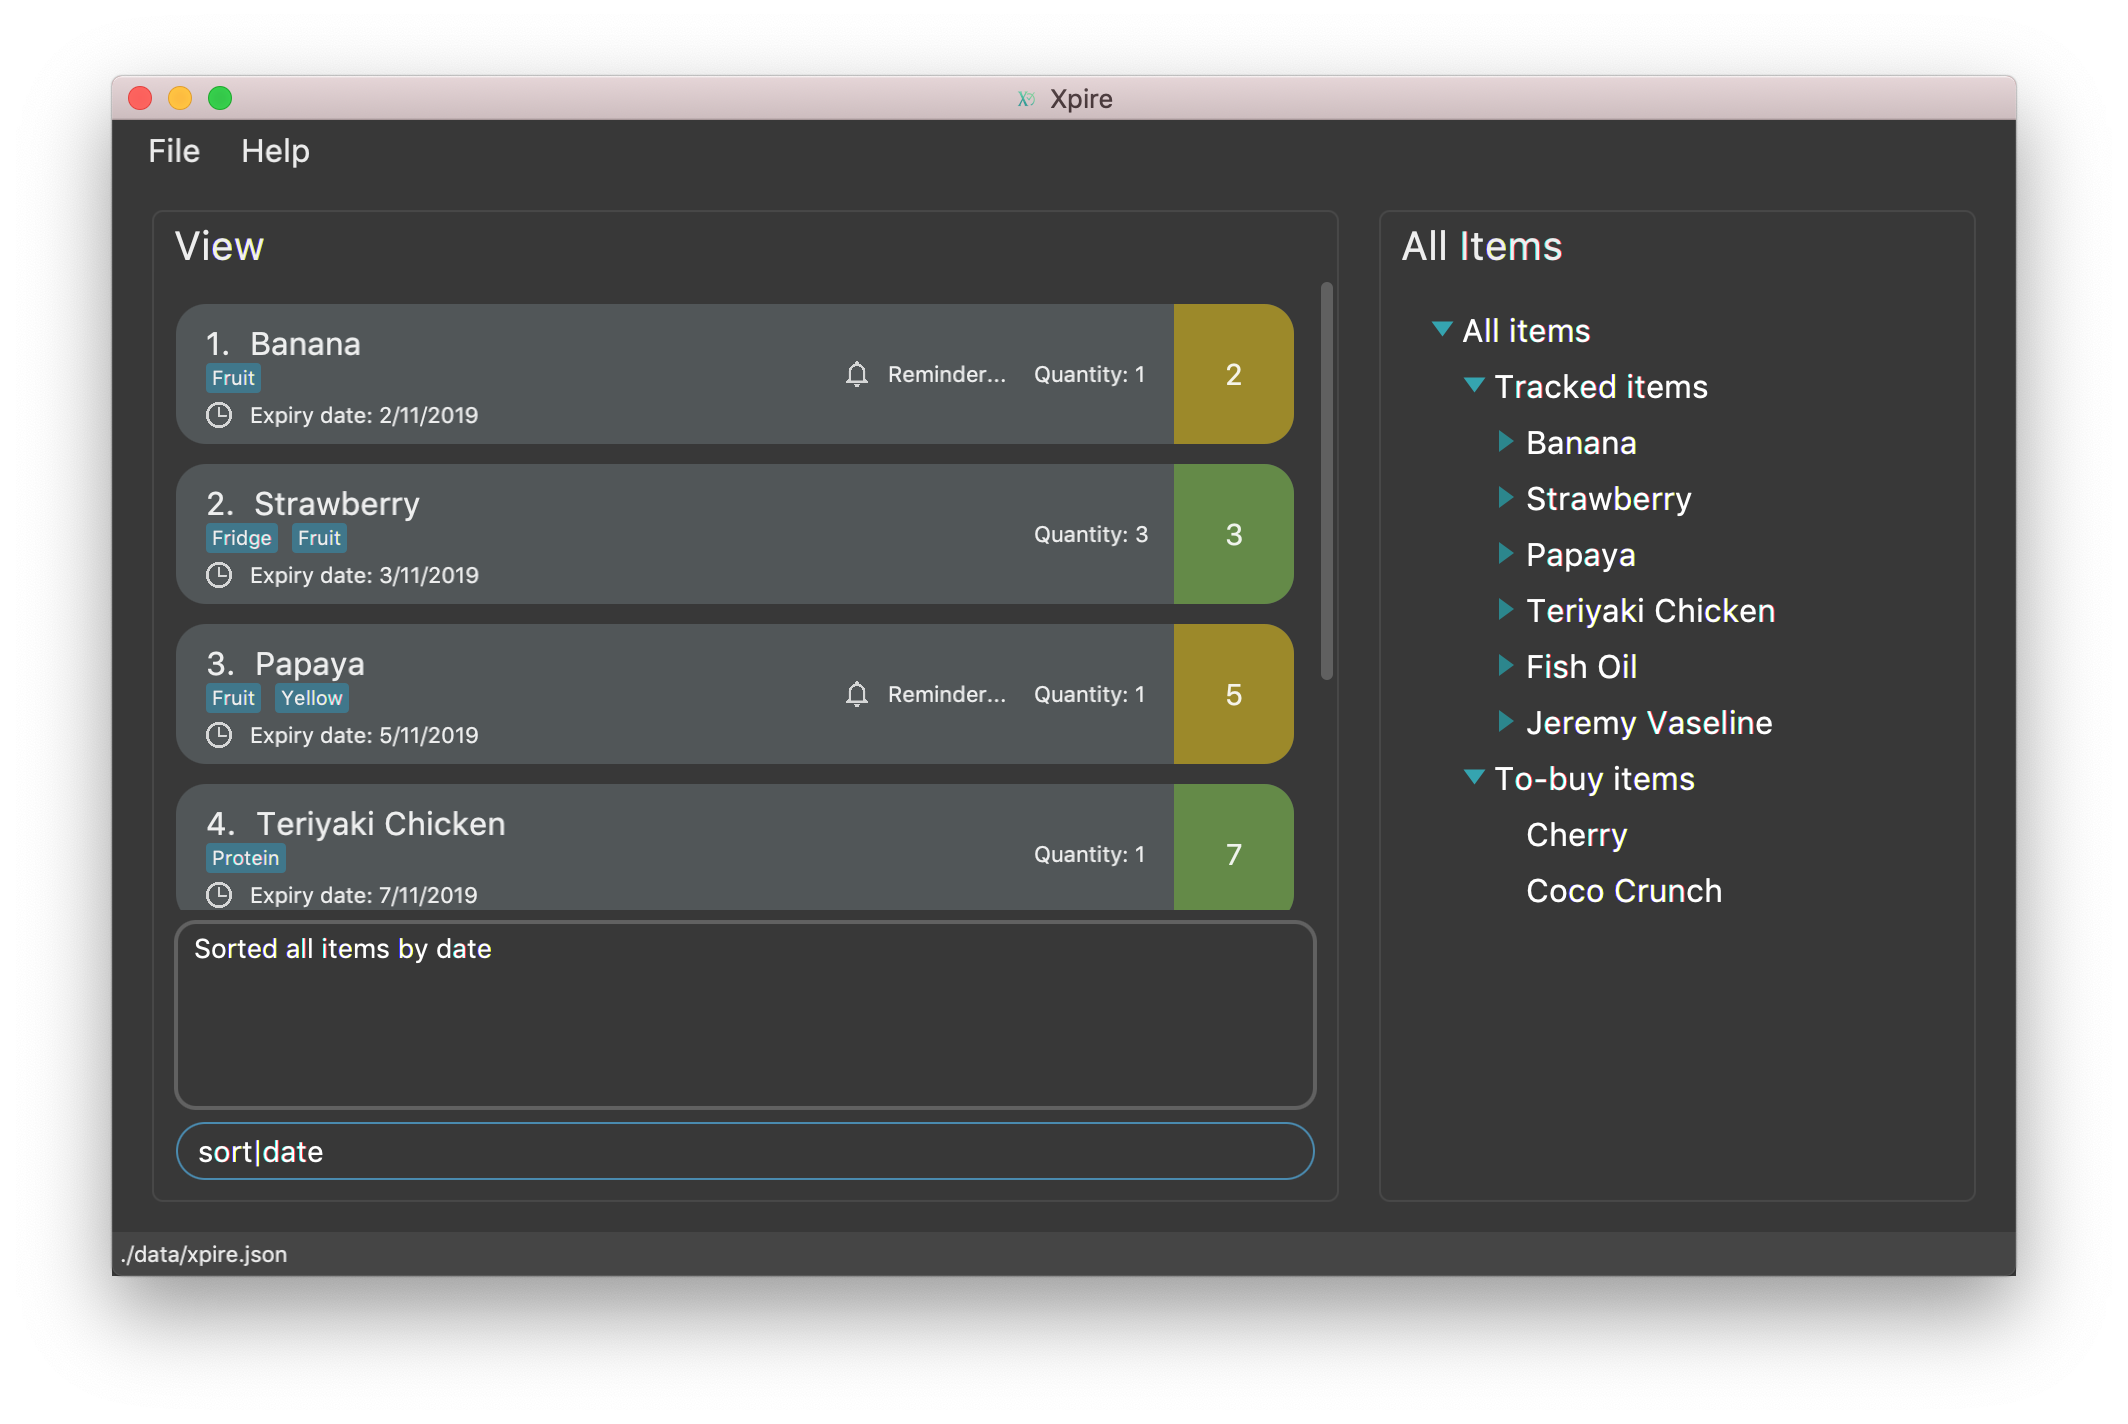 Xpire
File Help
View
1. Banana
Fruit
Reminder... Quantity: 1
2
Expiry date: 2/11/2019
2. Strawberry
Fridge Fruit
Quantity: 3
3
Expiry date: 3/11/2019
3. Papaya
Fruit Yellow
Reminder... Quantity: 1
5
Expiry date: 5/11/2019
4. Teriyaki Chicken
Protein
Quantity: 1
7
Expiry date: 7/11/2019
Sorted all items by date
sort|date
All Items
All items
Tracked items
Banana
Strawberry
Papaya
Teriyaki Chicken
Fish Oil
Jeremy Vaseline
To-buy items
Cherry
Coco Crunch
./data/xpire.json